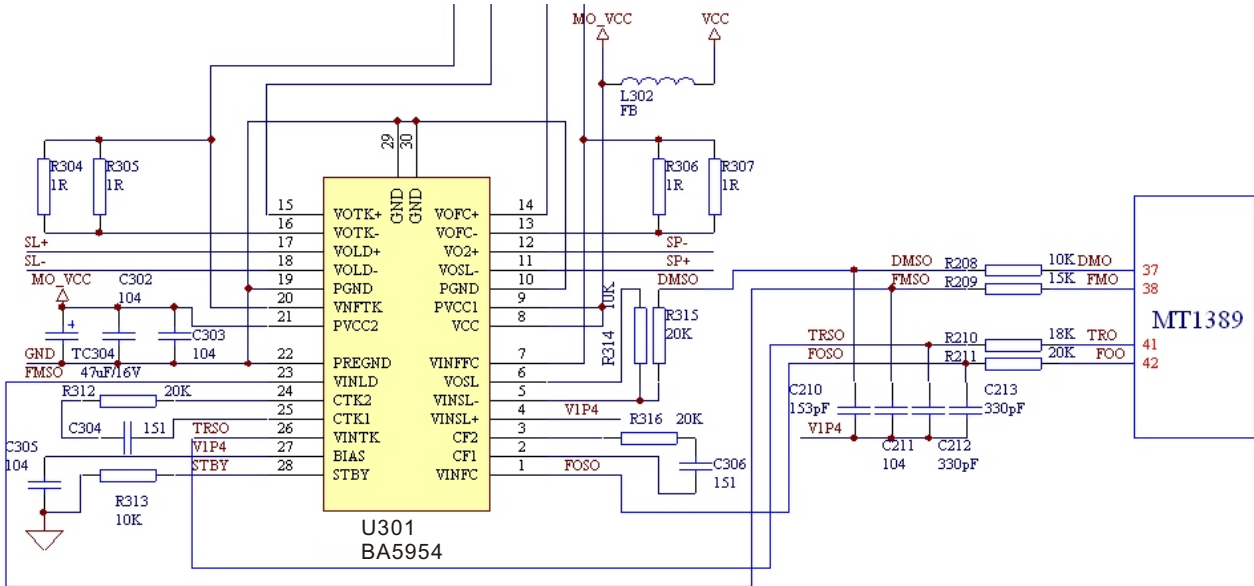 MO_VCC VCC
L302
FB
R304
1R
R305
1R
R306
1R
R307
1R
29 30
GND GND
15 VOTK+ VOFC+ 14
16 VOTK- VOFC- 13
SL+ 17 VOLD+ VO2+ 12 SP-
SL- 18 VOLD- VOSL- 11 SP+
19 PGND PGND 10 DMSO
20 VNFTK PVCC1 9
21 PVCC2 VCC 8
GND 22 PREGND VINFFC 7
FMSO 23 VINLD VOSL 6
24 CTK2 VINSL- 5
25 CTK1 VINSL+ 4 V1P4
TRSO 26 VINTK CF2 3
V1P4 27 BIAS CF1 2
STBY 28 STBY VINFC 1 FOSO
MO_VCC
C302
104
+
C303
104
TC304
47uF/16V
R312 20K
C304 151
C305
104
R313
10K
U301
BA5954
10K
R314
R315
20K
R316 20K
C306
151
DMSO R208 10K DMO 37
FMSO R209 15K FMO 38
MT1389
TRSO R210 18K TRO 41
FOSO R211 20K FOO 42
C210
153pF
C213
330pF
V1P4
C211
104
C212
330pF